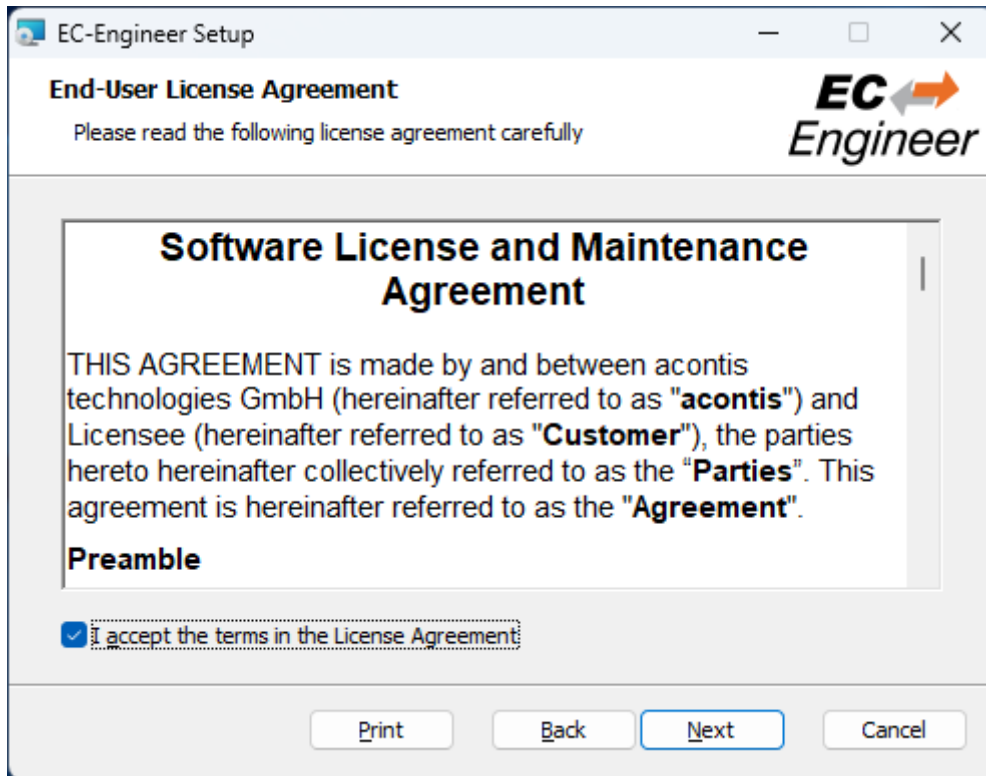 EC-Engineer Setup
End-User License Agreement
Please read the following license agreement carefully
EC
Engineer
Software License and Maintenance
Agreement
THIS AGREEMENT is made by and between acontis
technologies GmbH (hereinafter referred to as "acontis") and
Licensee (hereinafter referred to as "Customer"), the parties
hereto hereinafter collectively referred to as the “Parties”. This
agreement is hereinafter referred to as the "Agreement".
Preamble
I accept the terms in the License Agreement
Print Back Next Cancel